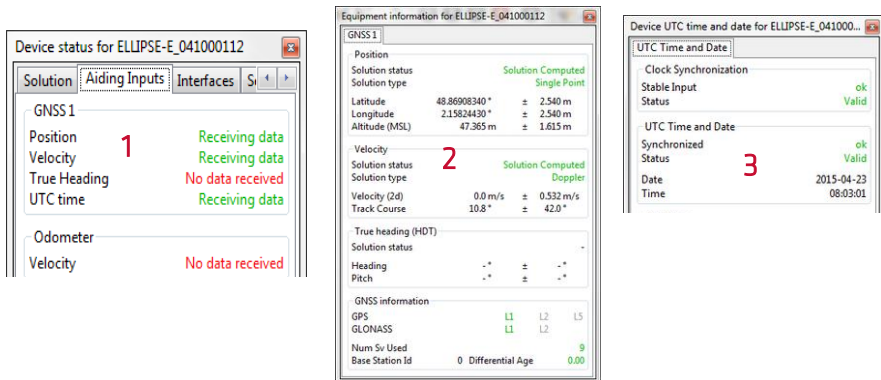 Device status for ELLIPSE-E_041000112
Solution Aiding Inputs Interfaces
GNSS 1
Position Receiving data
Velocity Receiving data
True Heading No data received
UTC time Receiving data
1
Odometer
Velocity No data received
Equipment information for ELLIPSE-E_041000112
GNSS 1
Position
Solution status Solution Computed
Solution type Single Point
Latitude 48.86908340 ° ± 2.540 m
Longitude 2.15824430 ° ± 2.540 m
Altitude (MSL) 47.365 m ± 1.615 m
Velocity
2
Solution status Solution Computed
Solution type Doppler
Velocity (2d) 0.0 m/s ± 0.532 m/s
Track Course 10.8 ° ± 42.0 °
True heading (HDT)
Solution status -
Heading - ° ± - °
Pitch - ° ± - °
GNSS information
GPS L1 L2 L5
GLONASS L1 L2
Num Sv Used 9
Base Station Id 0 Differential Age 0.00
Device UTC time and date for ELLIPSE-E_041000...
UTC Time and Date
Clock Synchronization
Stable Input ok
Status Valid
UTC Time and Date
Synchronized ok
Status Valid
3
Date 2015-04-23
Time 08:03:01